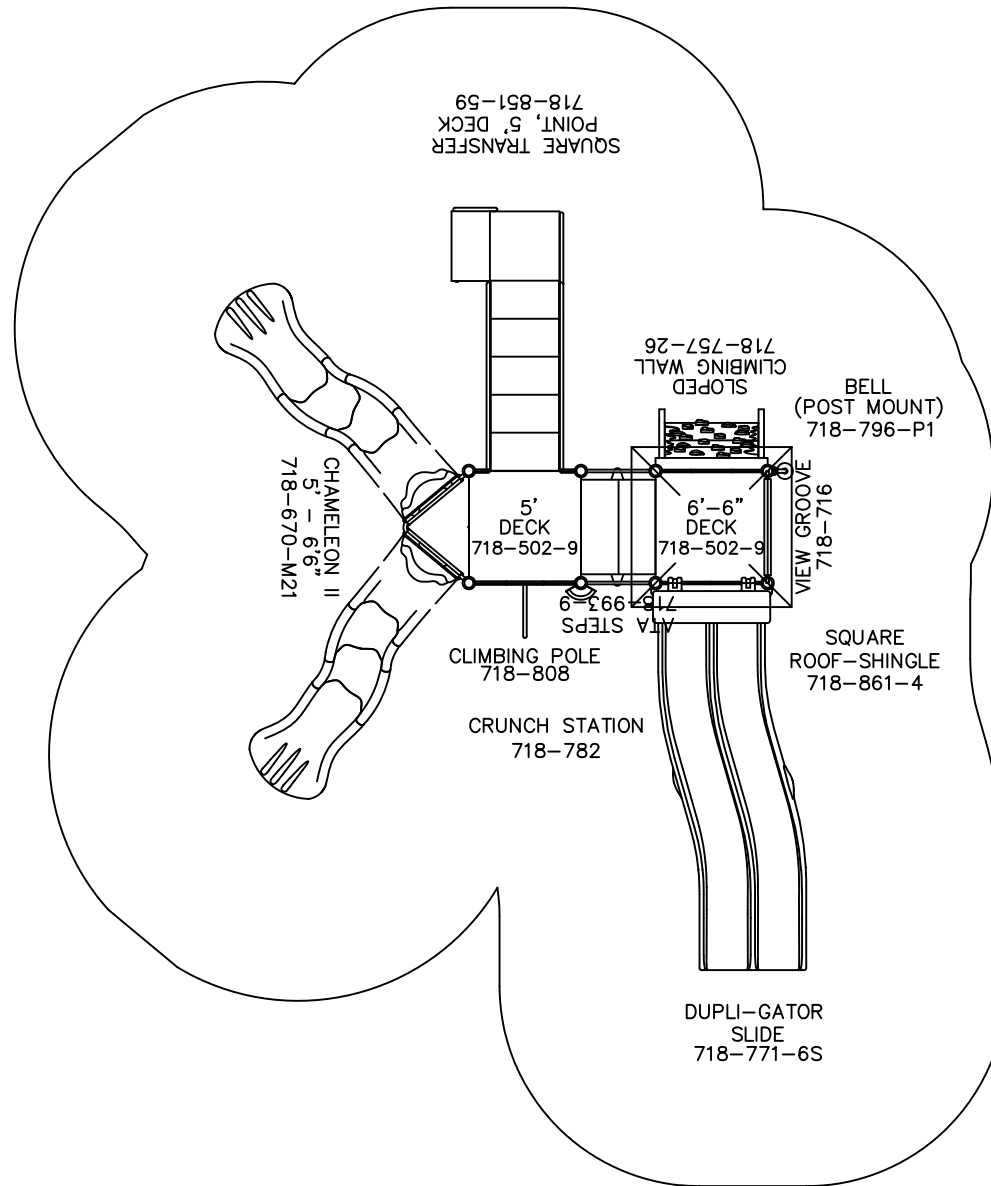 SQUARE TRANSFER
POINT, 5' DECK
718-851-59
SLOPED
CLIMBING WALL
718-757-26
BELL
(POST MOUNT)
718-796-P1
VIEW GROOVE
718-716
CHAMELEON II
5' - 6'6"
718-670-M21
5'
DECK
718-502-9
6'-6"
DECK
718-502-9
STEPS
718-993-9
CLIMBING POLE
718-808
SQUARE
ROOF-SHINGLE
718-861-4
CRUNCH STATION
718-782
DUPLI-GATOR
SLIDE
718-771-6S